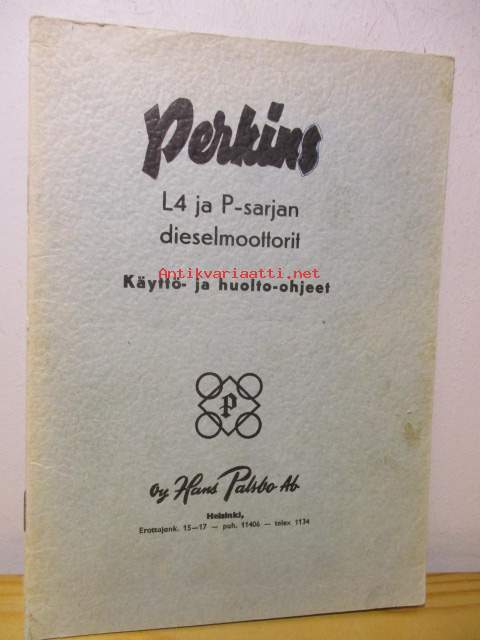 Perkins
L4 ja P-sarjan
dieselmoottorit
Antikvariaatti.net
Käyttö- ja huolto-ohjeet
P
Oy Hans Palsbo Ab
Helsinki,
Erottajank. 15—17 — puh. 11406 — telex 1134